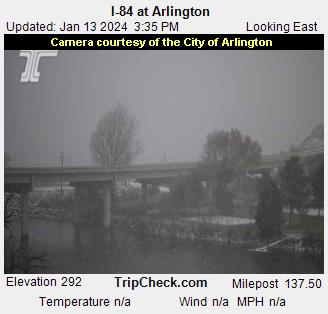 I-84 at Arlington
Updated: Jan 13 2024 3:35 PM Looking East
Camera courtesy of the City of Arlington
Elevation 292 TripCheck.com Milepost 137.50
Temperature n/a Wind n/a MPH n/a